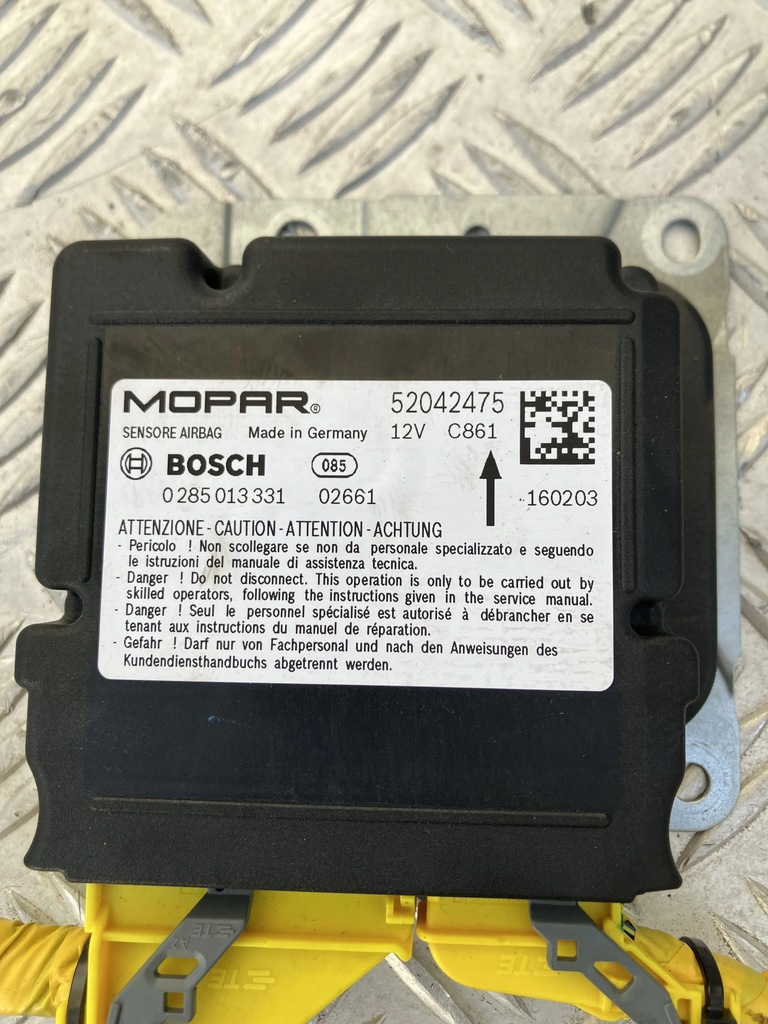 MOPAR® 52042475
SENSORE AIRBAG Made in Germany 12V C861
BOSCH 085
0 285 013 331 02661 160203
ATTENZIONE - CAUTION - ATTENTION - ACHTUNG
- Pericolo ! Non scollegare se non da personale specializzato e seguendo
le istruzioni del manuale di assistenza tecnica.
- Danger ! Do not disconnect. This operation is only to be carried out by
skilled operators, following the instructions given in the service manual.
- Danger ! Seul le personnel spécialisé est autorisé à débrancher en se
tenant aux instructions du manuel de réparation.
- Gefahr ! Darf nur von Fachpersonal und nach den Anweisungen des
Kundendiensthandbuchs abgetrennt werden.